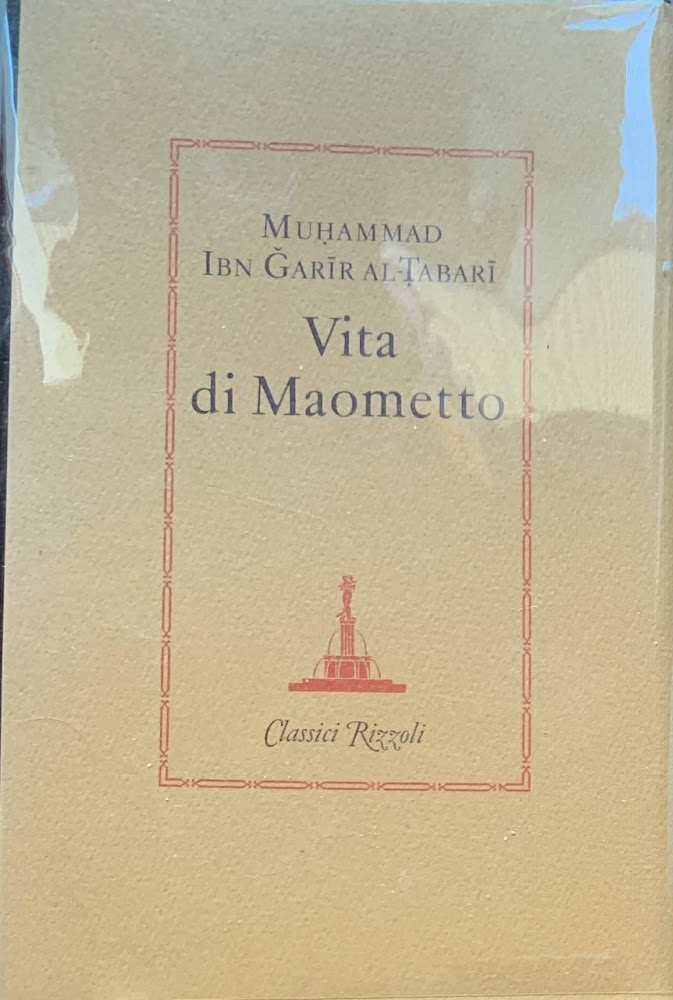 MUḤAMMAD
IBN ǦARĪR AL-ṬABARĪ
Vita
di Maometto
Classici Rizzoli